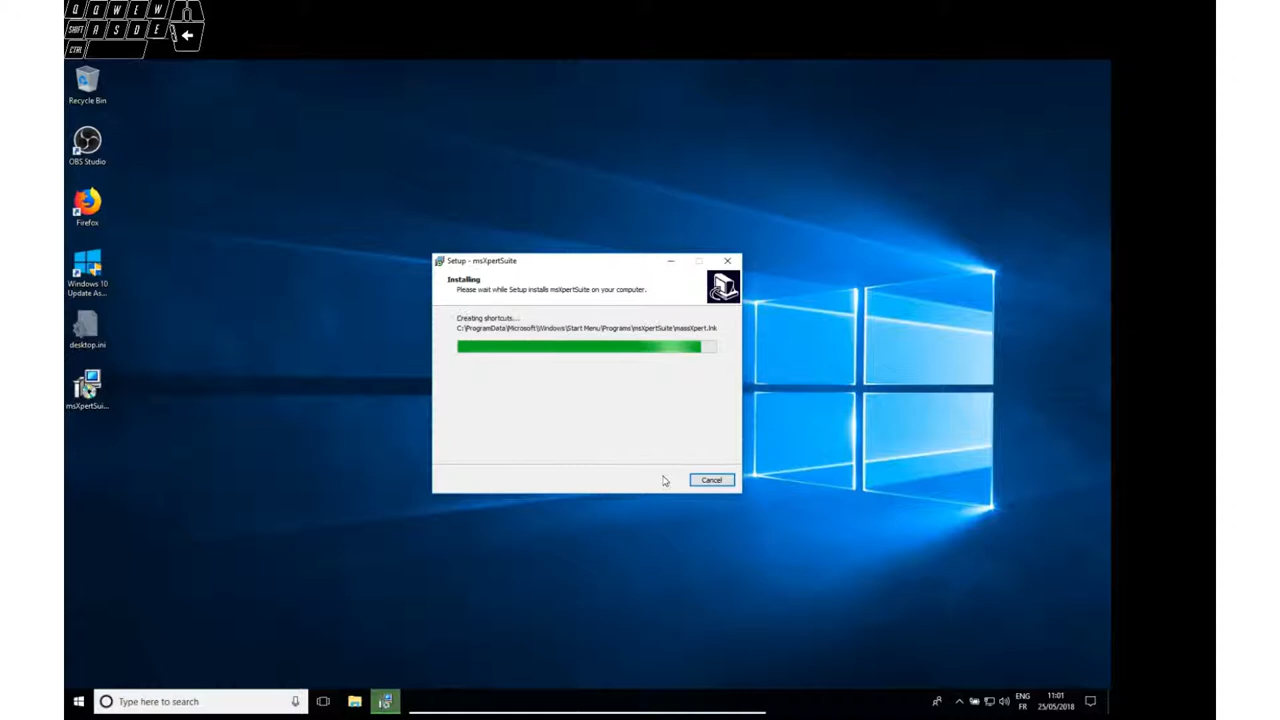 Q Q W E W
SHIFT A S D E
CTRL
Recycle Bin
OBS Studio
Firefox
Windows 10
Update As...
desktop.ini
msXpertSui...
Setup - msXpertSuite
Installing
Please wait while Setup installs msXpertSuite on your computer.
Creating shortcuts...
C:\ProgramData\Microsoft\Windows\Start Menu\Programs\msXpertSuite\massXpert.lnk
Cancel
Type here to search
ENG
FR
11:01
25/05/2018